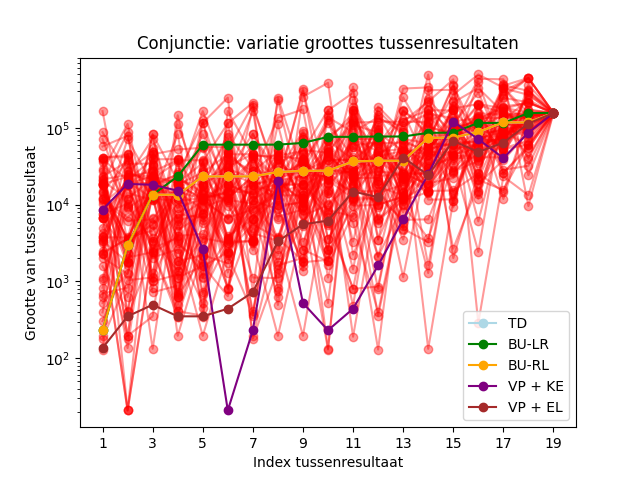 Conjunctie: variatie groottes tussenresultaten
Grootte van tussenresultaat
10^5
10^4
10^3
10^2
1 3 5 7 9 11 13 15 17 19
Index tussenresultaat
TD
BU-LR
BU-RL
VP + KE
VP + EL